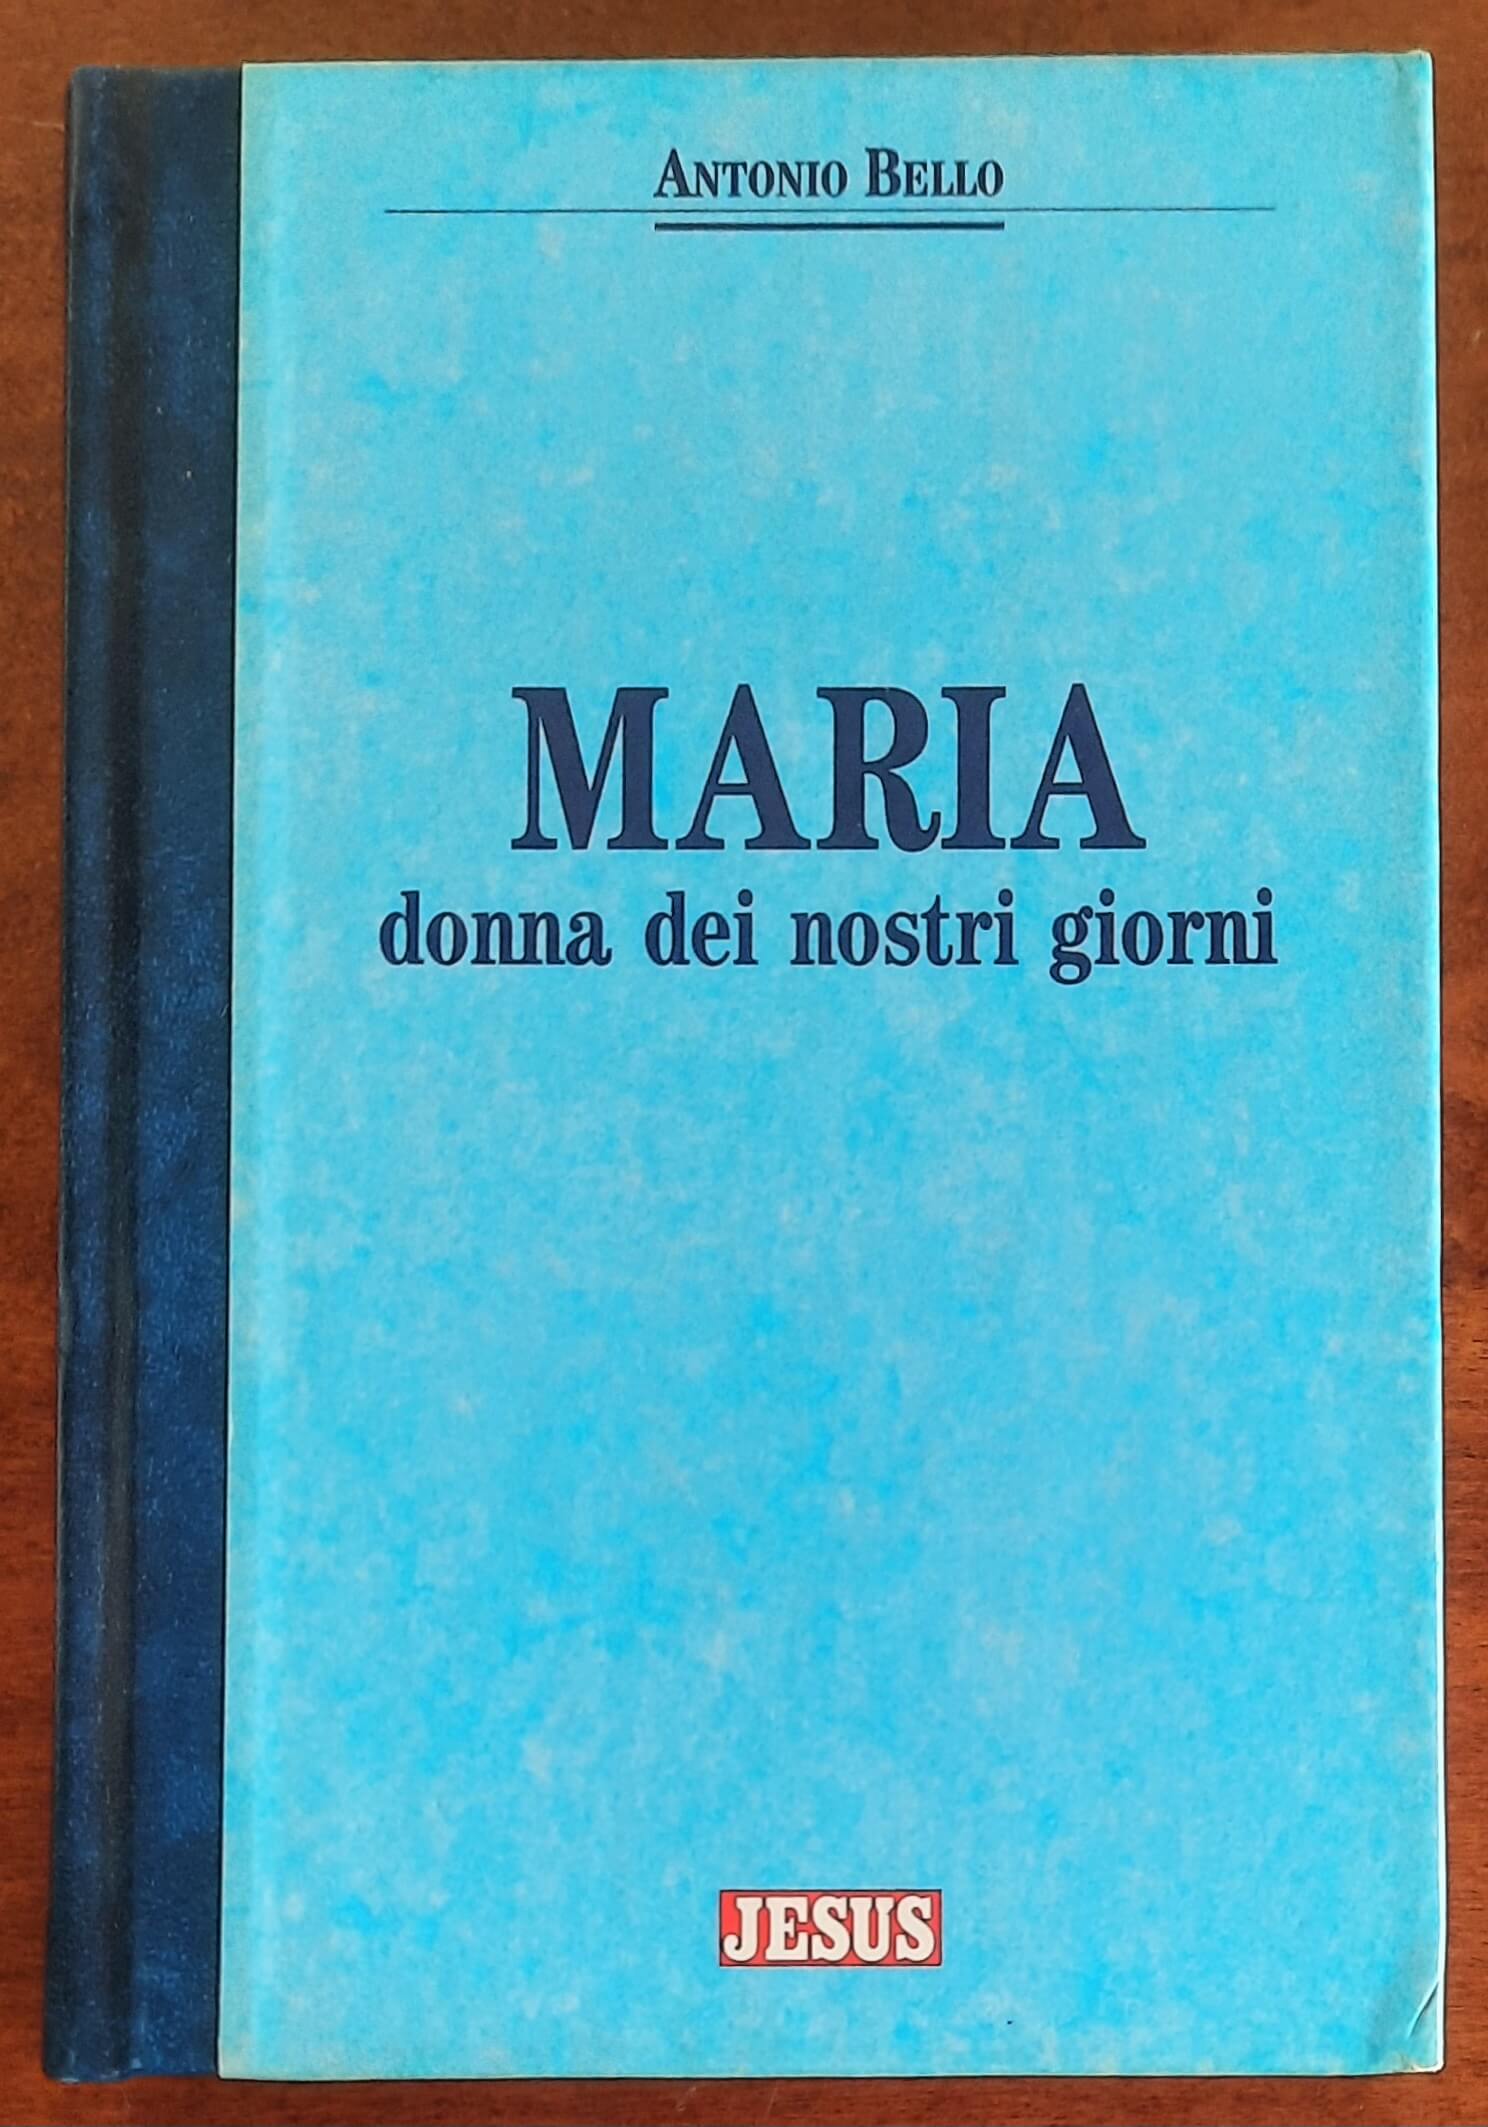 ANTONIO BELLO
MARIA
donna dei nostri giorni
JESUS